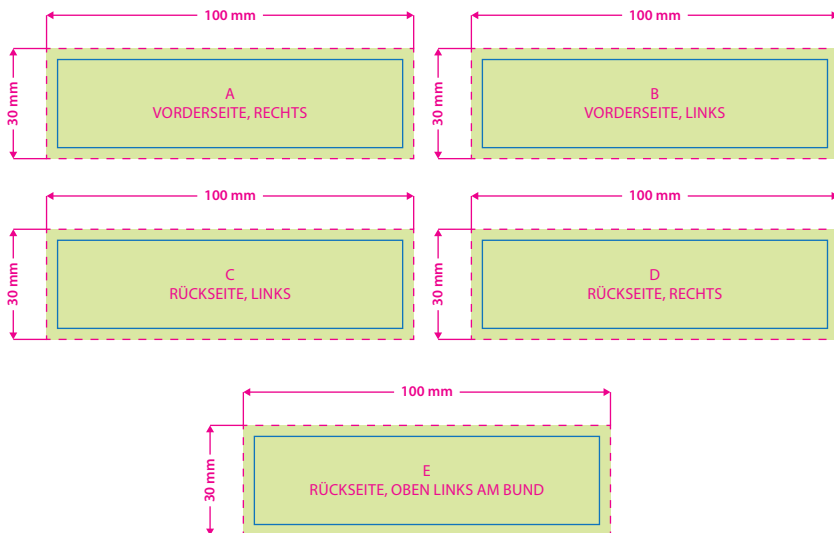 100 mm
100 mm
30 mm
A
VORDERSEITE, RECHTS
30 mm
B
VORDERSEITE, LINKS
100 mm
100 mm
30 mm
C
RÜCKSEITE, LINKS
30 mm
D
RÜCKSEITE, RECHTS
100 mm
30 mm
E
RÜCKSEITE, OBEN LINKS AM BUND